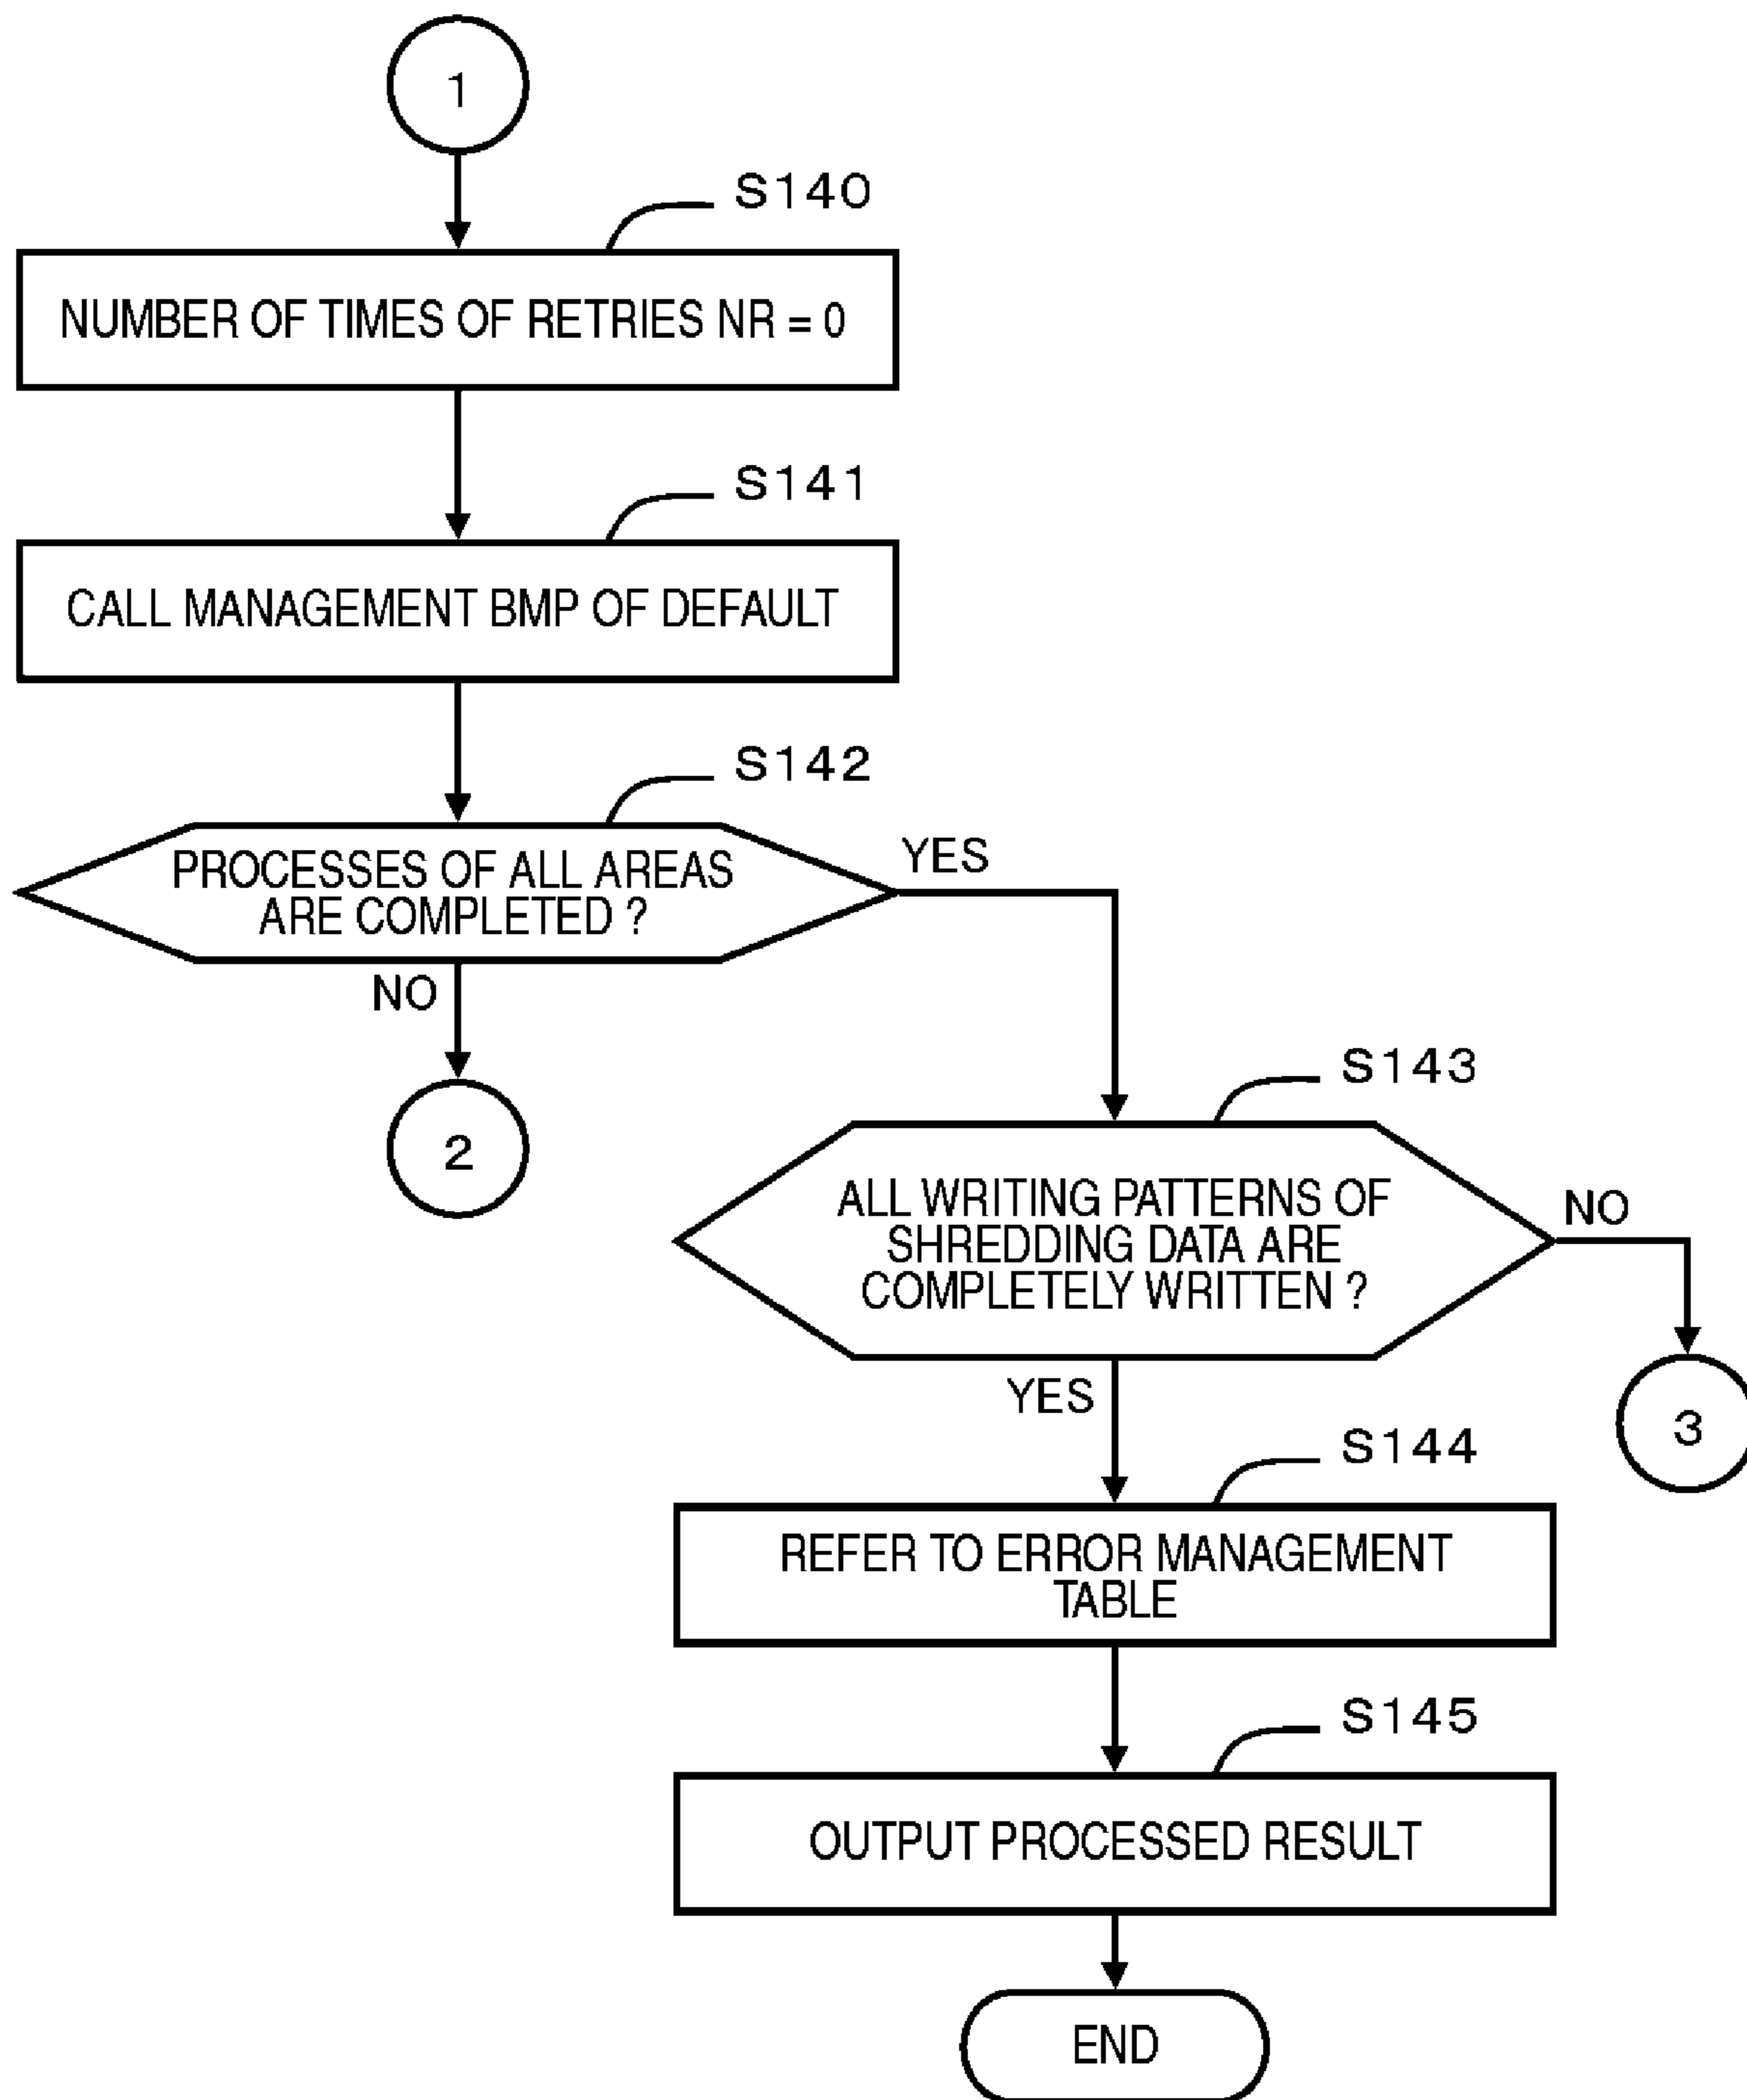 1
S140
NUMBER OF TIMES OF RETRIES NR = 0
S141
CALL MANAGEMENT BMP OF DEFAULT
S142
PROCESSES OF ALL AREAS
ARE COMPLETED ?
YES
NO
2
S143
ALL WRITING PATTERNS OF
SHREDDING DATA ARE
COMPLETELY WRITTEN ?
NO
3
YES
S144
REFER TO ERROR MANAGEMENT
TABLE
S145
OUTPUT PROCESSED RESULT
END